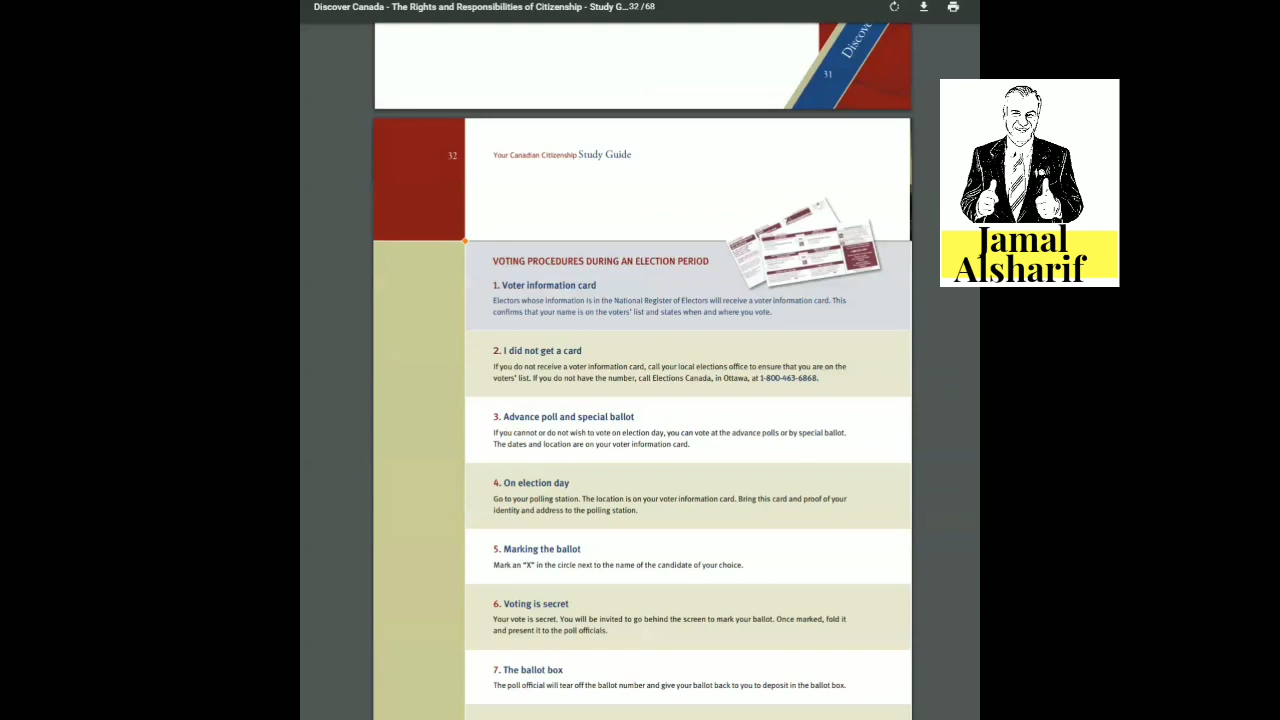 Discover Canada - The Rights and Responsibilities of Citizenship - Study G...32 /68
Discove
31
32
Your Canadian Citizenship Study Guide
VOTING PROCEDURES DURING AN ELECTION PERIOD
1. Voter information card
Electors whose information is in the National Register of Electors will receive a voter information card. This
confirms that your name is on the voters' list and states when and where you vote.
2. I did not get a card
If you do not receive a voter information card, call your local elections office to ensure that you are on the
voters' list. If you do not have the number, call Elections Canada, in Ottawa, at 1-800-463-6868.
3. Advance poll and special ballot
If you cannot or do not wish to vote on election day, you can vote at the advance polls or by special ballot.
The dates and location are on your voter information card.
4. On election day
Go to your polling station. The location is on your voter information card. Bring this card and proof of your
identity and address to the polling station.
5. Marking the ballot
Mark an "X" in the circle next to the name of the candidate of your choice.
6. Voting is secret
Your vote is secret. You will be invited to go behind the screen to mark your ballot. Once marked, fold it
and present it to the poll officials.
7. The ballot box
The poll official will tear off the ballot number and give your ballot back to you to deposit in the ballot box.
Jamal
Alsharif